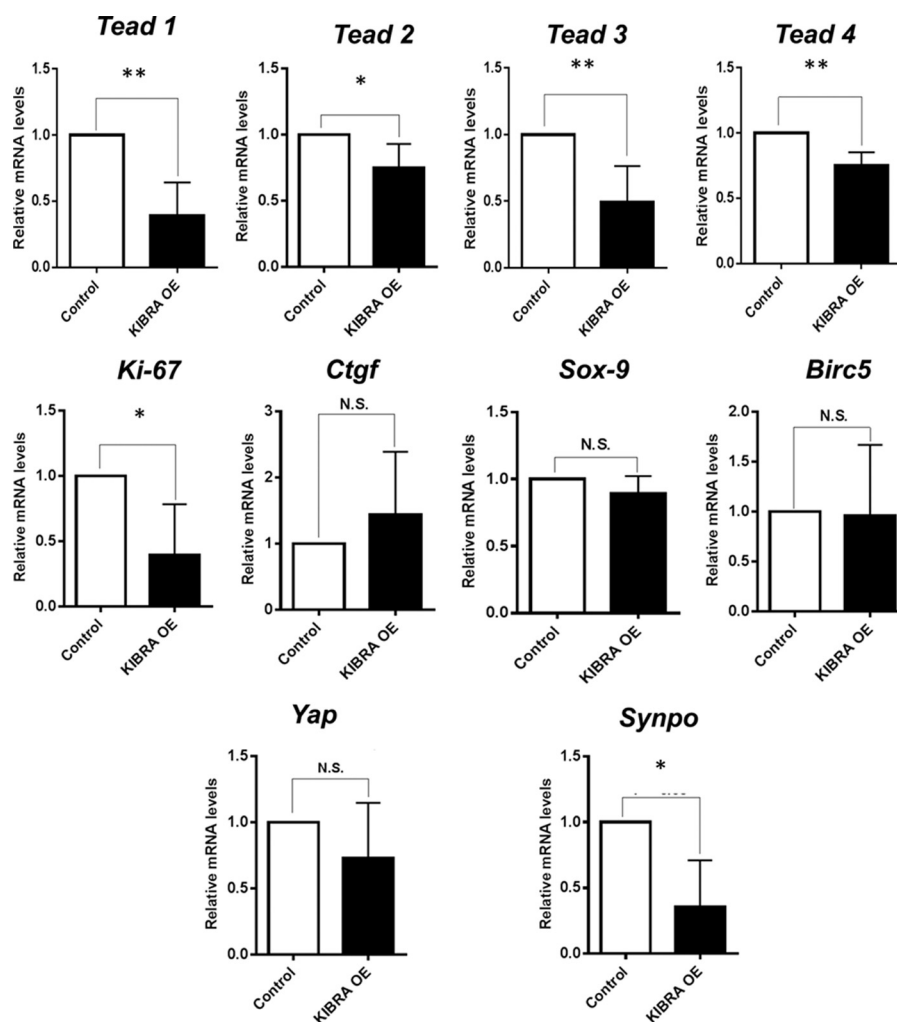 Tead 1
Tead 2
Tead 3
Tead 4
Relative mRNA levels
1.5
1.0
0.5
0.0
**
Control
KIBRA OE
Relative mRNA levels
1.5
1.0
0.5
0.0
*
Control
KIBRA OE
Relative mRNA levels
1.5
1.0
0.5
0.0
**
Control
KIBRA OE
Relative mRNA levels
1.5
1.0
0.5
0.0
**
Control
KIBRA OE
Ki-67
Ctgf
Sox-9
Birc5
Relative mRNA levels
1.5
1.0
0.5
0.0
*
Control
KIBRA OE
Relative mRNA levels
3
2
1
0
N.S.
Control
KIBRA OE
Relative mRNA levels
1.5
1.0
0.5
0.0
N.S.
Control
KIBRA OE
Relative mRNA levels
2.0
1.5
1.0
0.5
0.0
N.S.
Control
KIBRA OE
Yap
Synpo
Relative mRNA levels
1.5
1.0
0.5
0.0
N.S.
Control
KIBRA OE
Relative mRNA levels
1.5
1.0
0.5
0.0
*
Control
KIBRA OE